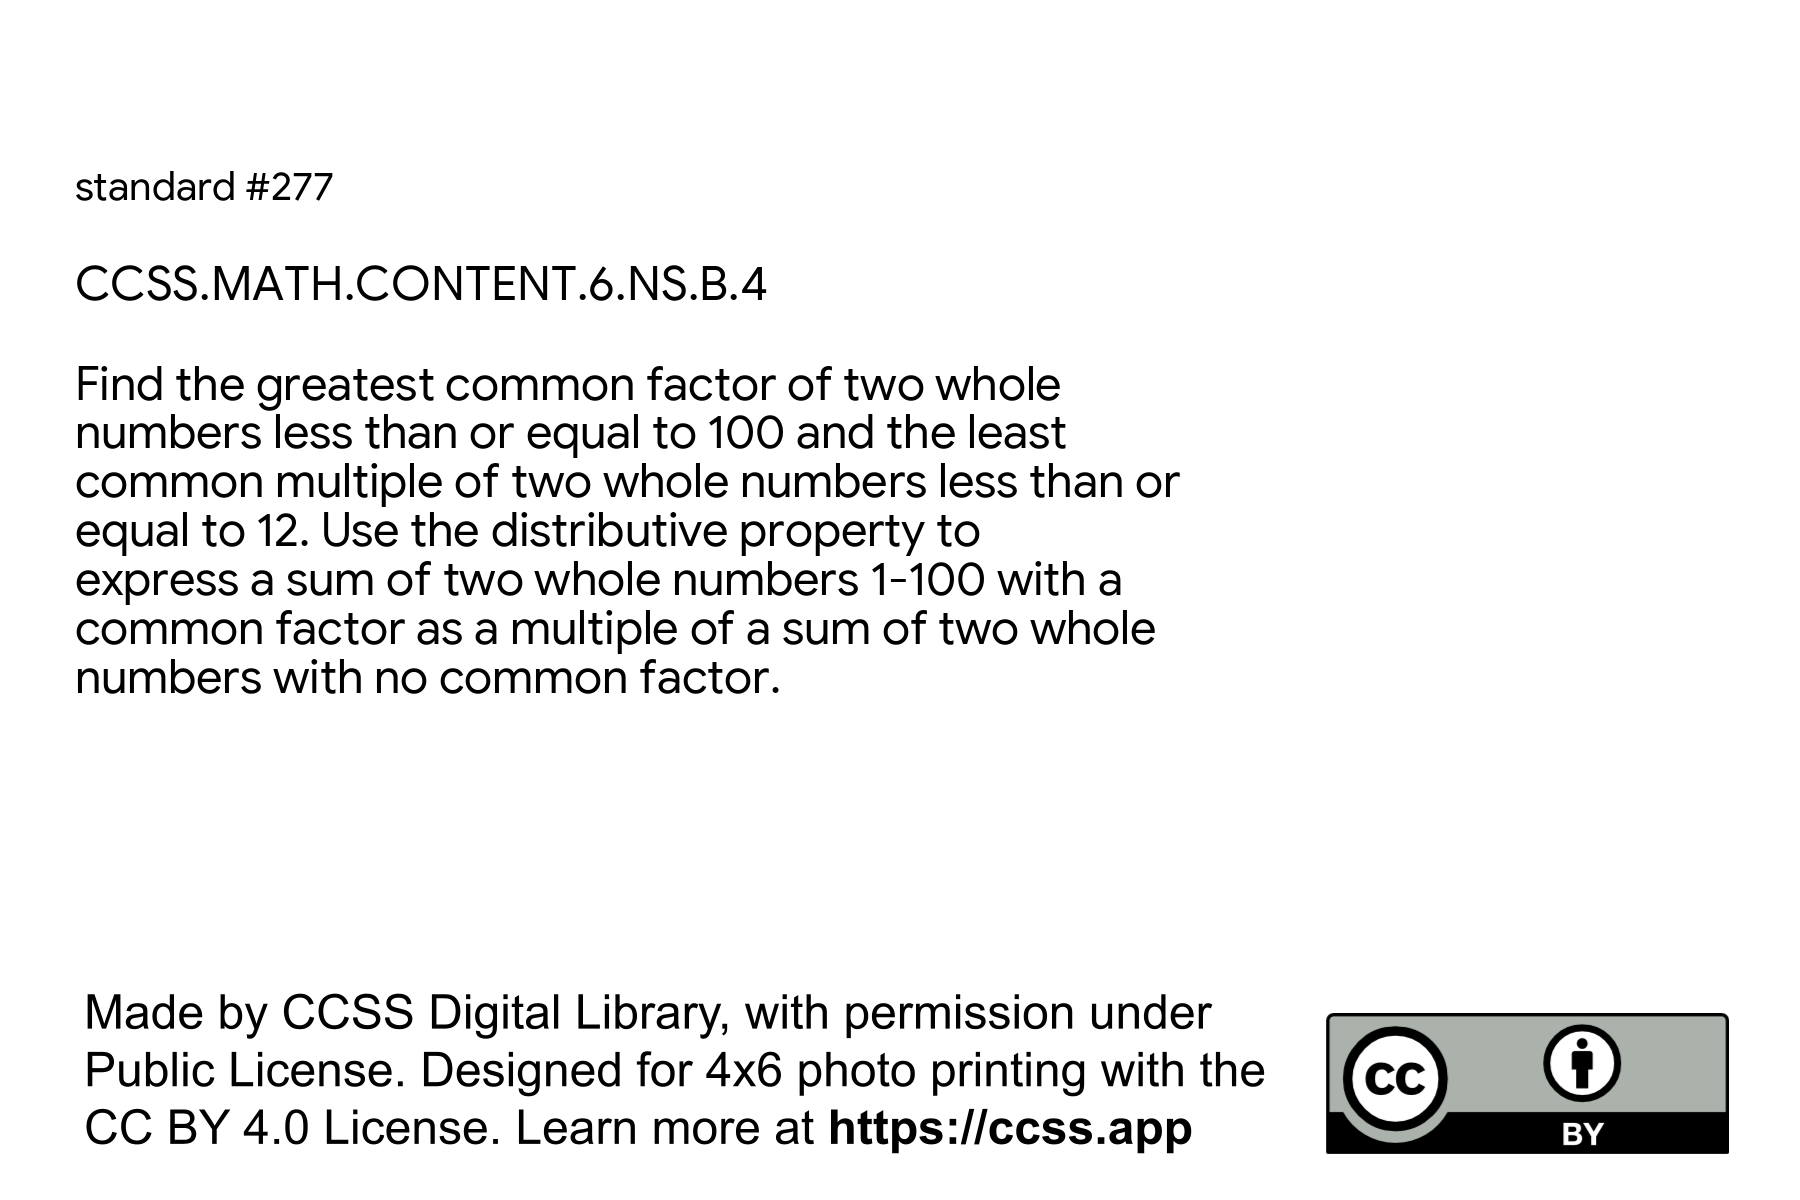 standard #277
CCSS.MATH.CONTENT.6.NS.B.4
Find the greatest common factor of two whole
numbers less than or equal to 100 and the least
common multiple of two whole numbers less than or
equal to 12. Use the distributive property to
express a sum of two whole numbers 1-100 with a
common factor as a multiple of a sum of two whole
numbers with no common factor.
Made by CCSS Digital Library, with permission under
Public License. Designed for 4x6 photo printing with the
CC BY 4.0 License. Learn more at https://ccss.app
CC
BY